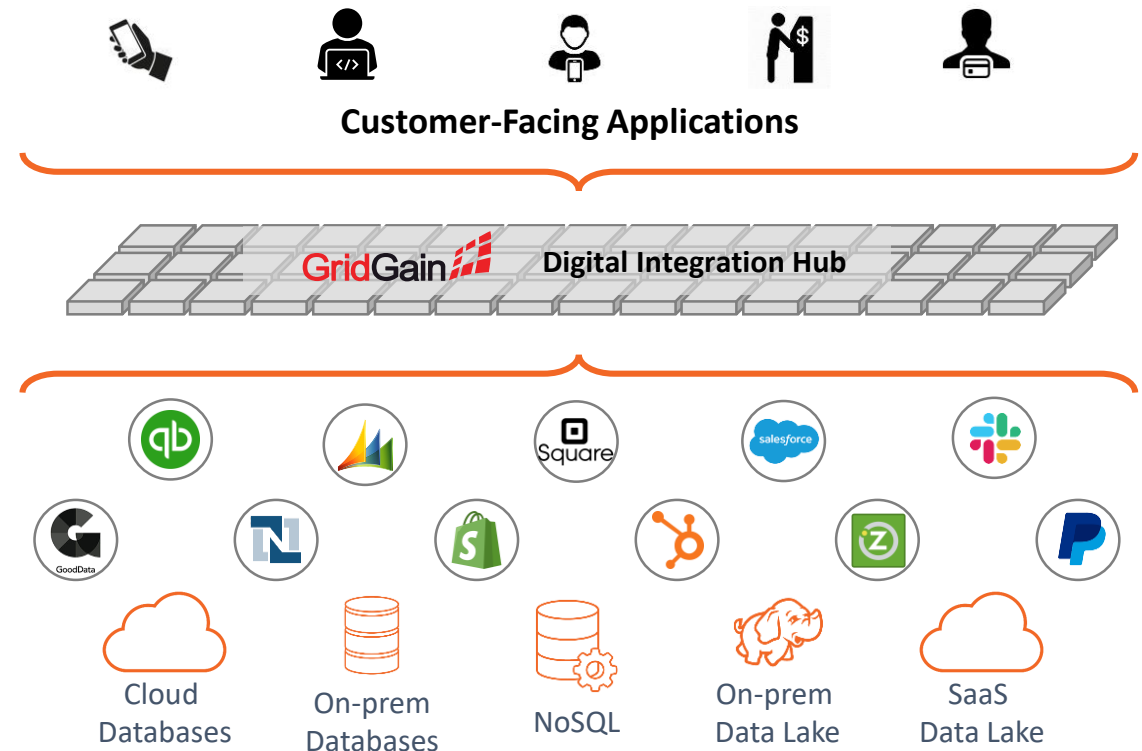 </>
$
Customer-Facing Applications
GridGain
Digital Integration Hub
qb
Square
salesforce
GoodData
N
S
Z
P
Cloud
Databases
On-prem
Databases
NoSQL
On-prem
Data Lake
SaaS
Data Lake